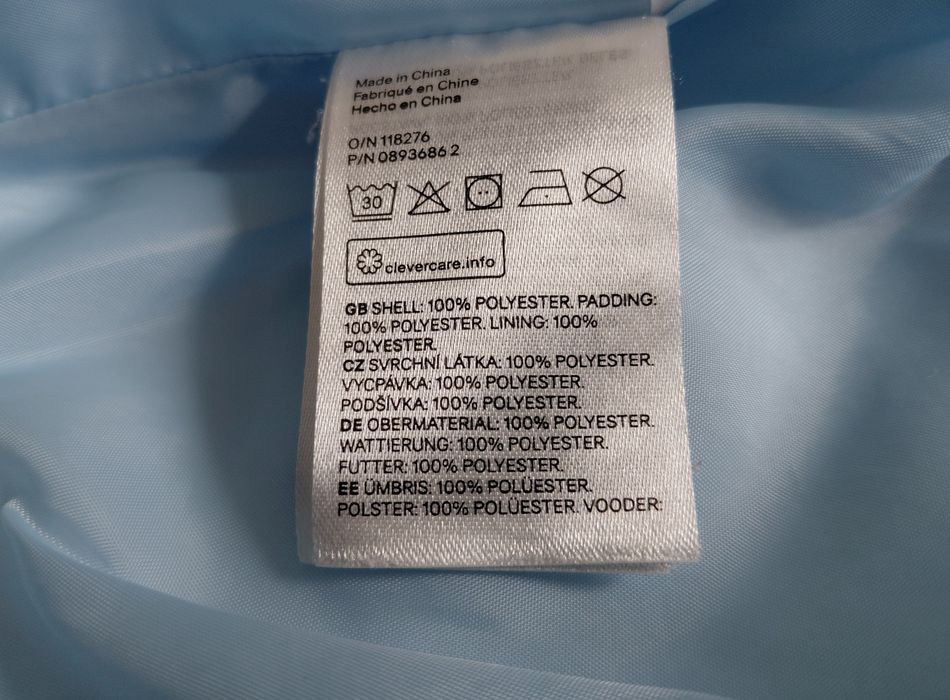 Made in China
Fabriqué en Chine
Hecho en China
O/N 118276
P/N 0893686 2
30
clevercare.info
GB SHELL: 100% POLYESTER. PADDING:
100% POLYESTER. LINING: 100%
POLYESTER.
CZ SVRCHNÍ LÁTKA: 100% POLYESTER.
VYCPÁVKA: 100% POLYESTER.
PODŠÍVKA: 100% POLYESTER.
DE OBERMATERIAL: 100% POLYESTER.
WATTIERUNG: 100% POLYESTER.
FUTTER: 100% POLYESTER.
EE ÜMBRIS: 100% POLÜESTER.
POLSTER: 100% POLÜESTER. VOODER: